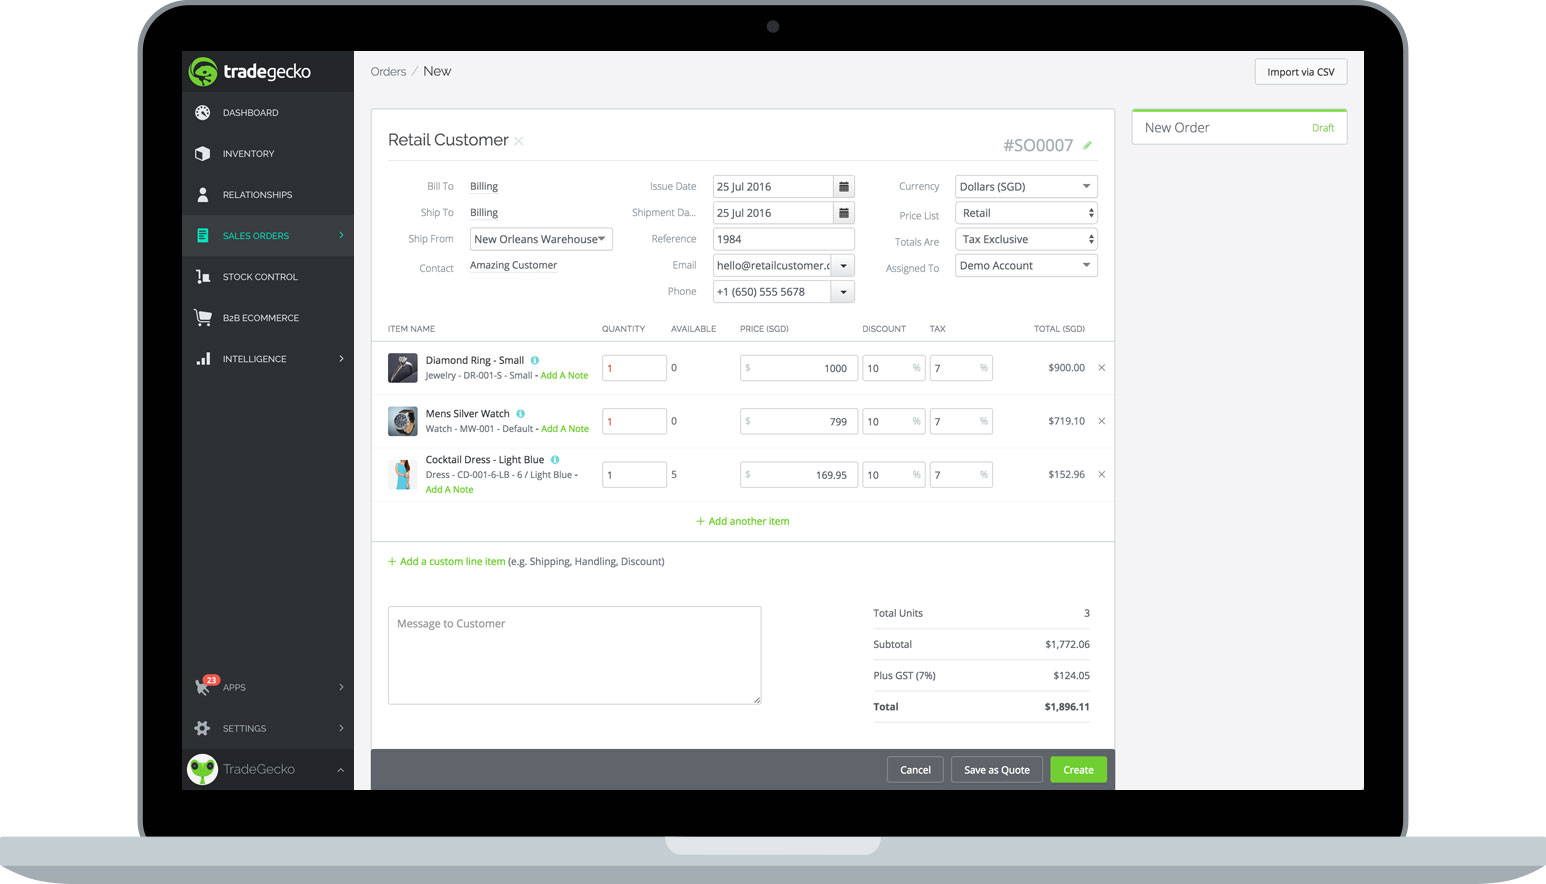 tradegecko
Orders / New
Import via CSV
DASHBOARD
INVENTORY
RELATIONSHIPS
SALES ORDERS
STOCK CONTROL
B2B ECOMMERCE
INTELLIGENCE
23
APPS
SETTINGS
TradeGecko
Retail Customer
#SO0007
Bill To Billing
Ship To Billing
Ship From New Orleans Warehouse
Contact Amazing Customer
Issue Date 25 Jul 2016
Shipment Da... 25 Jul 2016
Reference 1984
Email hello@retailcustomer.c
Phone +1 (650) 555 5678
Currency Dollars (SGD)
Price List Retail
Totals Are Tax Exclusive
Assigned To Demo Account
ITEM NAME QUANTITY AVAILABLE PRICE (SGD) DISCOUNT TAX TOTAL (SGD)
Diamond Ring - Small
Jewelry - DR-001-S - Small - Add A Note
1 0 $ 1000 10 % 7 % $900.00
Mens Silver Watch
Watch - MW-001 - Default - Add A Note
1 0 $ 799 10 % 7 % $719.10
Cocktail Dress - Light Blue
Dress - CD-001-6-LB - 6 / Light Blue -
Add A Note
1 5 $ 169.95 10 % 7 % $152.96
+ Add another item
+ Add a custom line item (e.g. Shipping, Handling, Discount)
Message to Customer
Total Units 3
Subtotal $1,772.06
Plus GST (7%) $124.05
Total $1,896.11
Cancel
Save as Quote
Create
New Order Draft